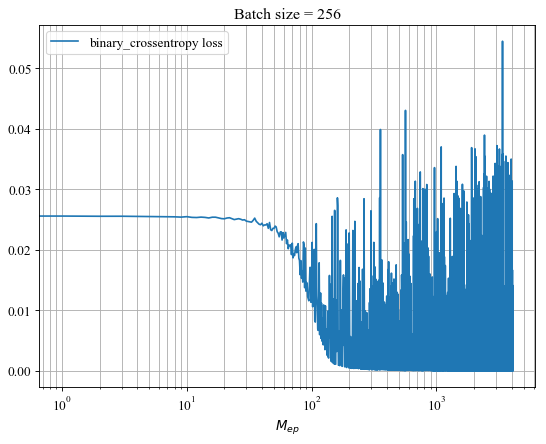 Batch size = 256
binary_crossentropy loss
0.05
0.04
0.03
0.02
0.01
0.00
10⁰ 10¹ 10² 10³
M_ep